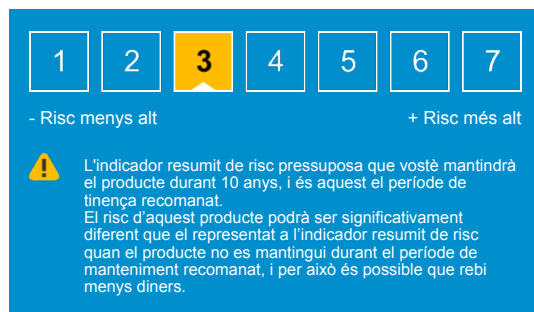 1 2 3 4 5 6 7
- Risc menys alt + Risc més alt
L'indicador resumit de risc pressuposa que vostè mantindrà
el producte durant 10 anys, i és aquest el període de
tinença recomanat.
El risc d’aquest producte podrà ser significativament
diferent que el representat a l’indicador resumit de risc
quan el producte no es mantingui durant el període de
manteniment recomanat, i per això és possible que rebi
menys diners.